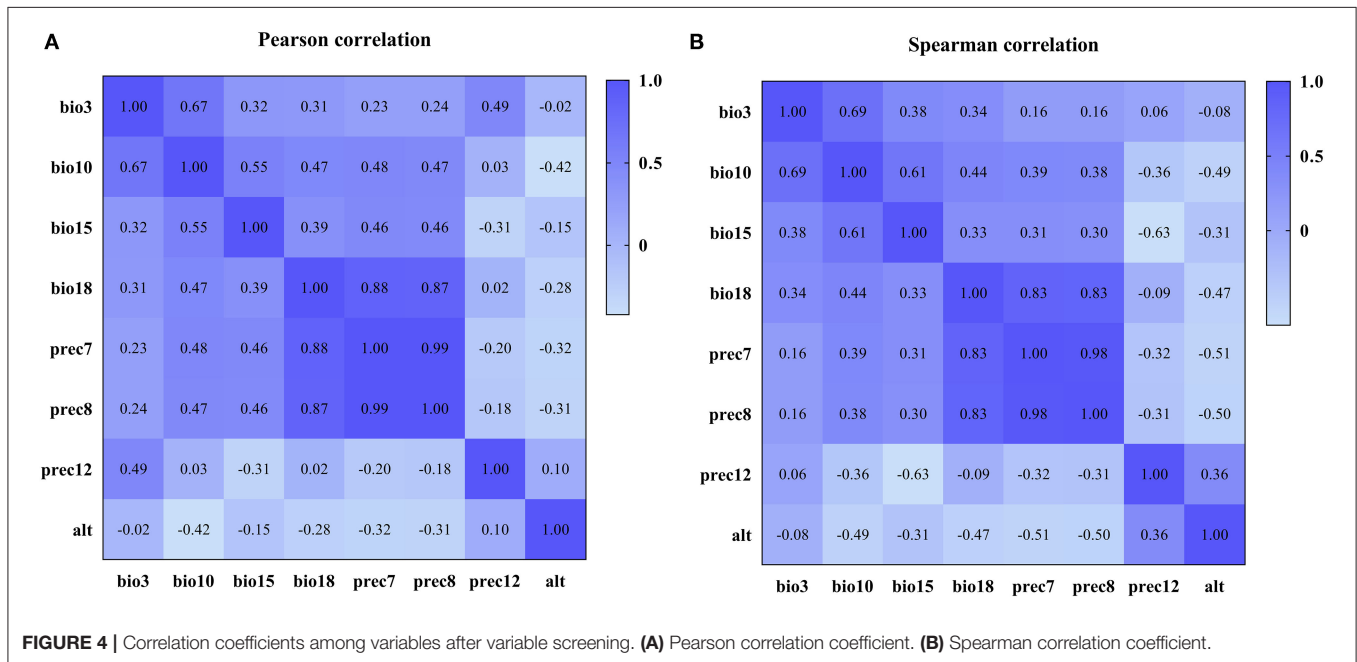 A
Pearson correlation
bio3 1.00 0.67 0.32 0.31 0.23 0.24 0.49 -0.02
bio10 0.67 1.00 0.55 0.47 0.48 0.47 0.03 -0.42
bio15 0.32 0.55 1.00 0.39 0.46 0.46 -0.31 -0.15
bio18 0.31 0.47 0.39 1.00 0.88 0.87 0.02 -0.28
prec7 0.23 0.48 0.46 0.88 1.00 0.99 -0.20 -0.32
prec8 0.24 0.47 0.46 0.87 0.99 1.00 -0.18 -0.31
prec12 0.49 0.03 -0.31 0.02 -0.20 -0.18 1.00 0.10
alt -0.02 -0.42 -0.15 -0.28 -0.32 -0.31 0.10 1.00
bio3 bio10 bio15 bio18 prec7 prec8 prec12 alt
1.0
0.5
0
B
Spearman correlation
bio3 1.00 0.69 0.38 0.34 0.16 0.16 0.06 -0.08
bio10 0.69 1.00 0.61 0.44 0.39 0.38 -0.36 -0.49
bio15 0.38 0.61 1.00 0.33 0.31 0.30 -0.63 -0.31
bio18 0.34 0.44 0.33 1.00 0.83 0.83 -0.09 -0.47
prec7 0.16 0.39 0.31 0.83 1.00 0.98 -0.32 -0.51
prec8 0.16 0.38 0.30 0.83 0.98 1.00 -0.31 -0.50
prec12 0.06 -0.36 -0.63 -0.09 -0.32 -0.31 1.00 0.36
alt -0.08 -0.49 -0.31 -0.47 -0.51 -0.50 0.36 1.00
bio3 bio10 bio15 bio18 prec7 prec8 prec12 alt
1.0
0.5
0
FIGURE 4 | Correlation coefficients among variables after variable screening. (A) Pearson correlation coefficient. (B) Spearman correlation coefficient.